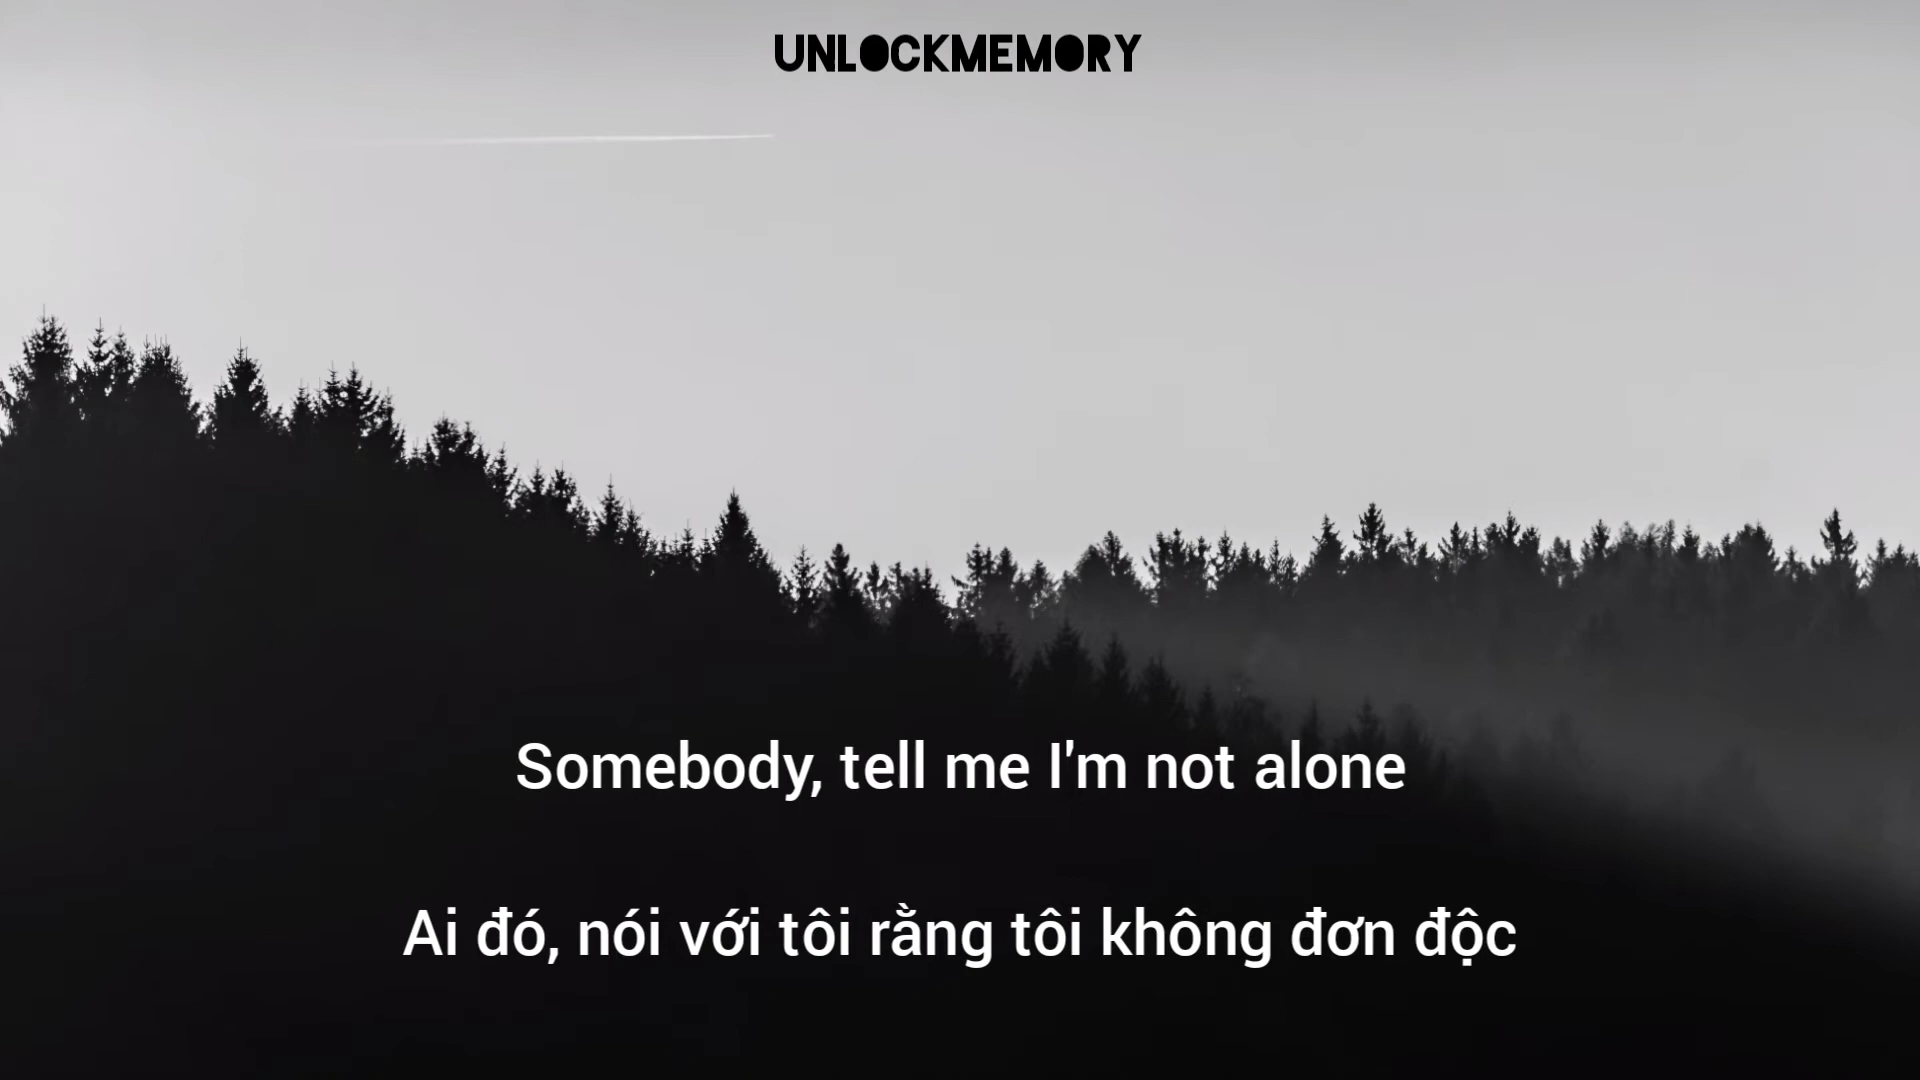 UNLOCKMEMORY
Somebody, tell me I'm not alone
Ai đó, nói với tôi rằng tôi không đơn độc